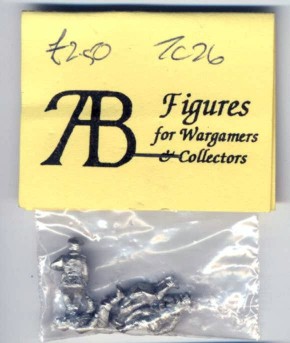 £2.50 TC26
AB Figures
for Wargamers
& Collectors